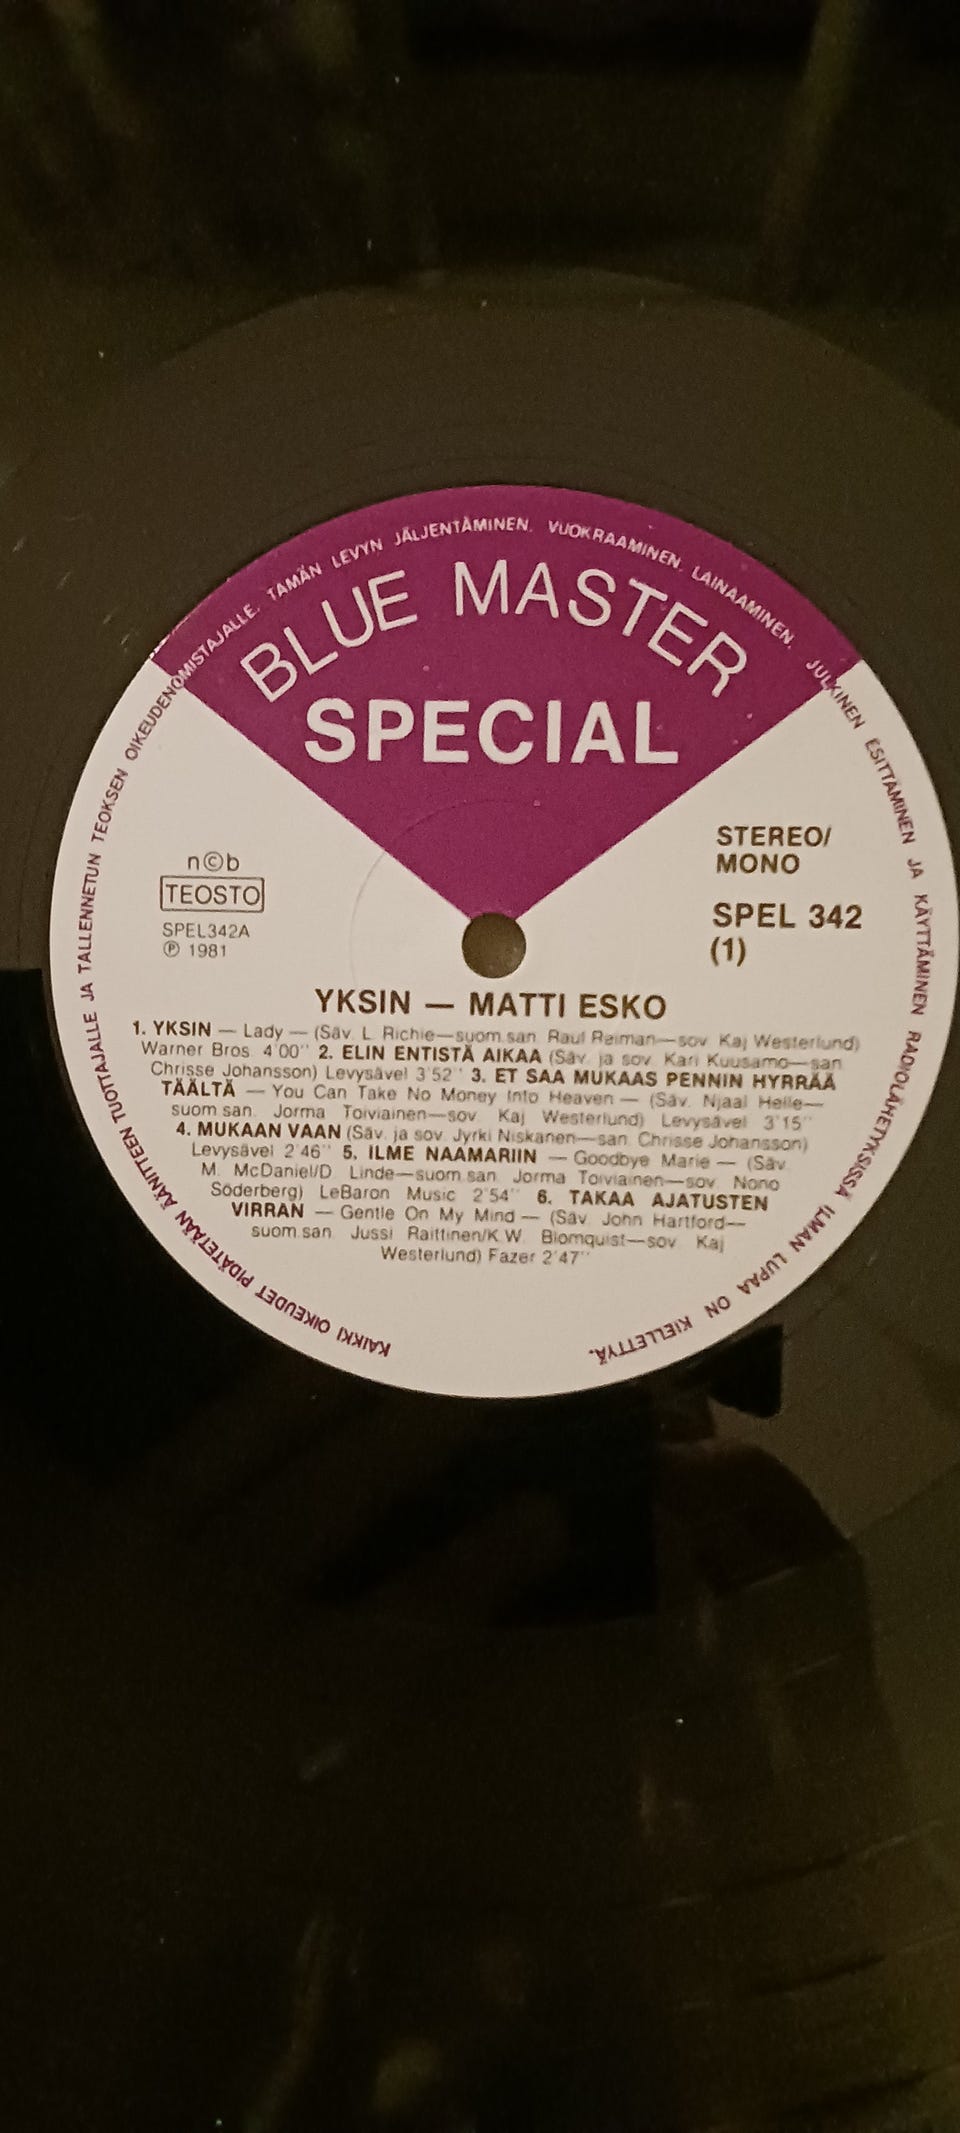 KAIKKI OIKEUDET PIDÄTETÄÄN ÄÄNITTEEN TUOTTAJALLE JA TALLENNETUN TEOKSEN OIKEUDENOMISTAJALLE. TÄMÄN LEVYN JÄLJENTÄMINEN, VUOKRAAMINEN, LAINAAMINEN, JULKINEN ESITTÄMINEN JA KÄYTTÄMINEN RADIOLÄHETYKSISSÄ ILMAN LUPAA ON KIELLETTYÄ.
BLUE MASTER
SPECIAL
n©b
TEOSTO
SPEL342A
℗ 1981
STEREO/
MONO
SPEL 342
(1)
YKSIN — MATTI ESKO
1. YKSIN — Lady — (Säv. L. Richie—suom.san. Raul Reiman—sov. Kaj Westerlund)
Warner Bros. 4'00'' 2. ELIN ENTISTÄ AIKAA (Säv. ja sov. Kari Kuusamo—san.
Chrisse Johansson) Levysävel 3'52'' 3. ET SAA MUKAAS PENNIN HYRRÄÄ
TÄÄLTÄ — You Can Take No Money Into Heaven — (Säv. Njaal Helle—
suom.san. Jorma Toiviainen—sov. Kaj Westerlund) Levysävel 3'15''
4. MUKAAN VAAN (Säv. ja sov. Jyrki Niskanen—san. Chrisse Johansson)
Levysävel 2'46'' 5. ILME NAAMARIIN — Goodbye Marie — (Säv.
M. McDaniel/D. Linde—suom.san. Jorma Toiviainen—sov. Nono
Söderberg) LeBaron Music 2'54'' 6. TAKAA AJATUSTEN
VIRRAN — Gentle On My Mind — (Säv. John Hartford—
suom.san. Jussi Raittinen/K.W. Blomquist—sov. Kaj
Westerlund) Fazer 2'47''